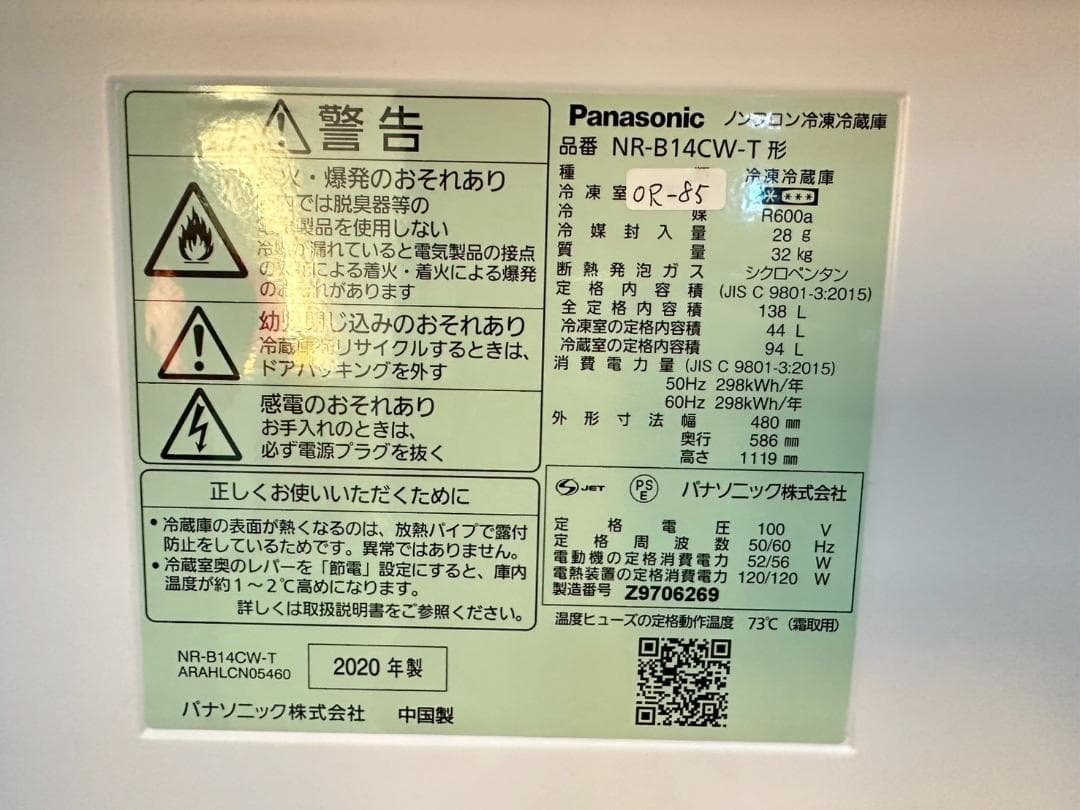 警告
火・爆発のおそれあり
内では脱臭器等の
製品を使用しない
冷媒が漏れていると電気製品の接点
の火花による着火・着火による爆発
のおそれがあります
幼児閉じ込みのおそれあり
冷蔵庫をリサイクルするときは、
ドアパッキングを外す
感電のおそれあり
お手入れのときは、
必ず電源プラグを抜く
正しくお使いいただくために
・冷蔵庫の表面が熱くなるのは、放熱パイプで露付
防止をしているためです。異常ではありません。
・冷蔵室奥のレバーを「節電」設定にすると、庫内
温度が約1~2℃高めになります。
詳しくは取扱説明書をご参照ください。
NR-B14CW-T
ARAHLCN05460
2020年製
パナソニック株式会社 中国製
Panasonic ノンフロン冷凍冷蔵庫
品番 NR-B14CW-T形
種 類 冷凍冷蔵庫
冷凍室 ****
OR-85
冷 媒 R600a
冷媒封入量 28 g
質量 32 kg
断熱発泡ガス シクロペンタン
定格内容積 (JIS C 9801-3:2015)
全定格内容積 138 L
冷凍室の定格内容積 44 L
冷蔵室の定格内容積 94 L
消費電力量 (JIS C 9801-3:2015)
50Hz 298kWh/年
60Hz 298kWh/年
外形寸法 幅 480 mm
奥行 586 mm
高さ 1119 mm
JET PSE パナソニック株式会社
定格電圧 100 V
定格周波数 50/60 Hz
電動機の定格消費電力 52/56 W
電熱装置の定格消費電力 120/120 W
製造番号 Z9706269
温度ヒューズの定格動作温度 73℃(霜取用)